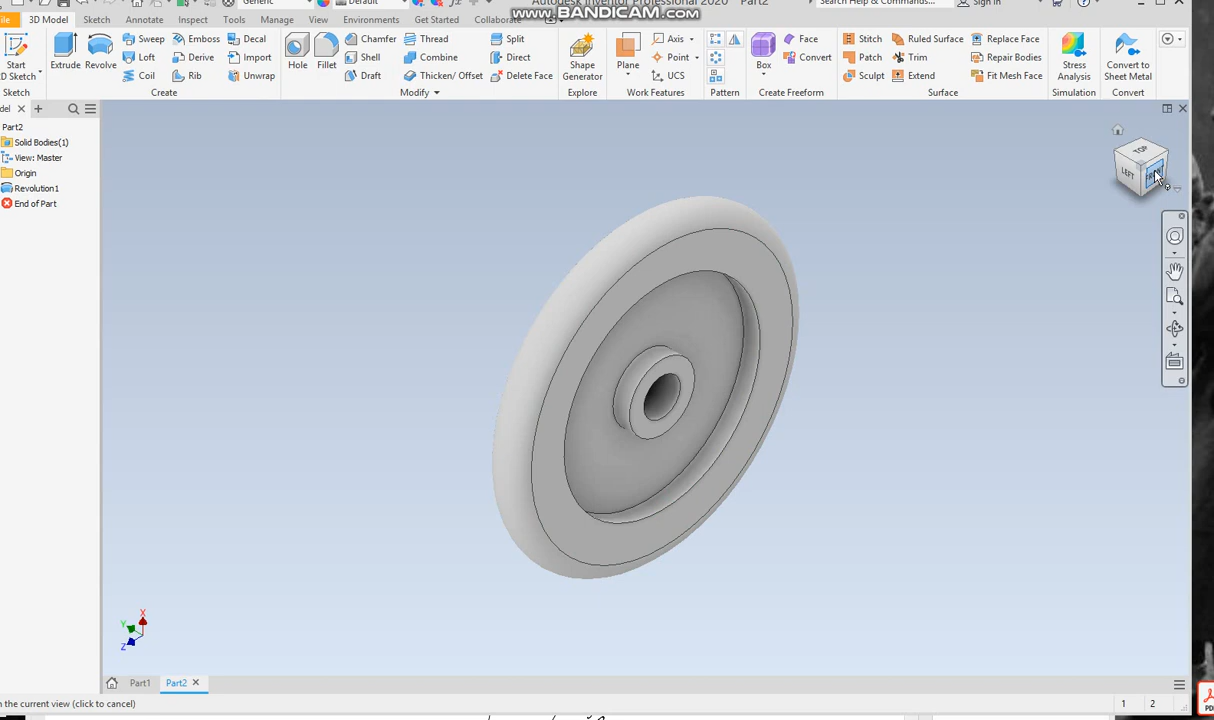 Autodesk Inventor Professional 2020 Part2
www.BANDICAM.com
Generic
Default
Search Help & Commands...
Sign In
ile
3D Model
Sketch
Annotate
Inspect
Tools
Manage
View
Environments
Get Started
Collaborate
Start
2D Sketch
Sketch
Extrude
Revolve
Sweep
Emboss
Decal
Loft
Derive
Import
Coil
Rib
Unwrap
Create
Hole
Fillet
Chamfer
Thread
Split
Shell
Combine
Direct
Draft
Thicken/ Offset
Delete Face
Modify
Shape
Generator
Explore
Plane
Axis
Point
UCS
Work Features
Pattern
Box
Face
Convert
Create Freeform
Stitch
Ruled Surface
Replace Face
Patch
Trim
Repair Bodies
Sculpt
Extend
Fit Mesh Face
Surface
Stress
Analysis
Simulation
Convert to
Sheet Metal
Convert
del
Part2
Solid Bodies(1)
View: Master
Origin
Revolution1
End of Part
TOP
LEFT
X
Y
Z
Part1
Part2
n the current view (click to cancel)
1
2